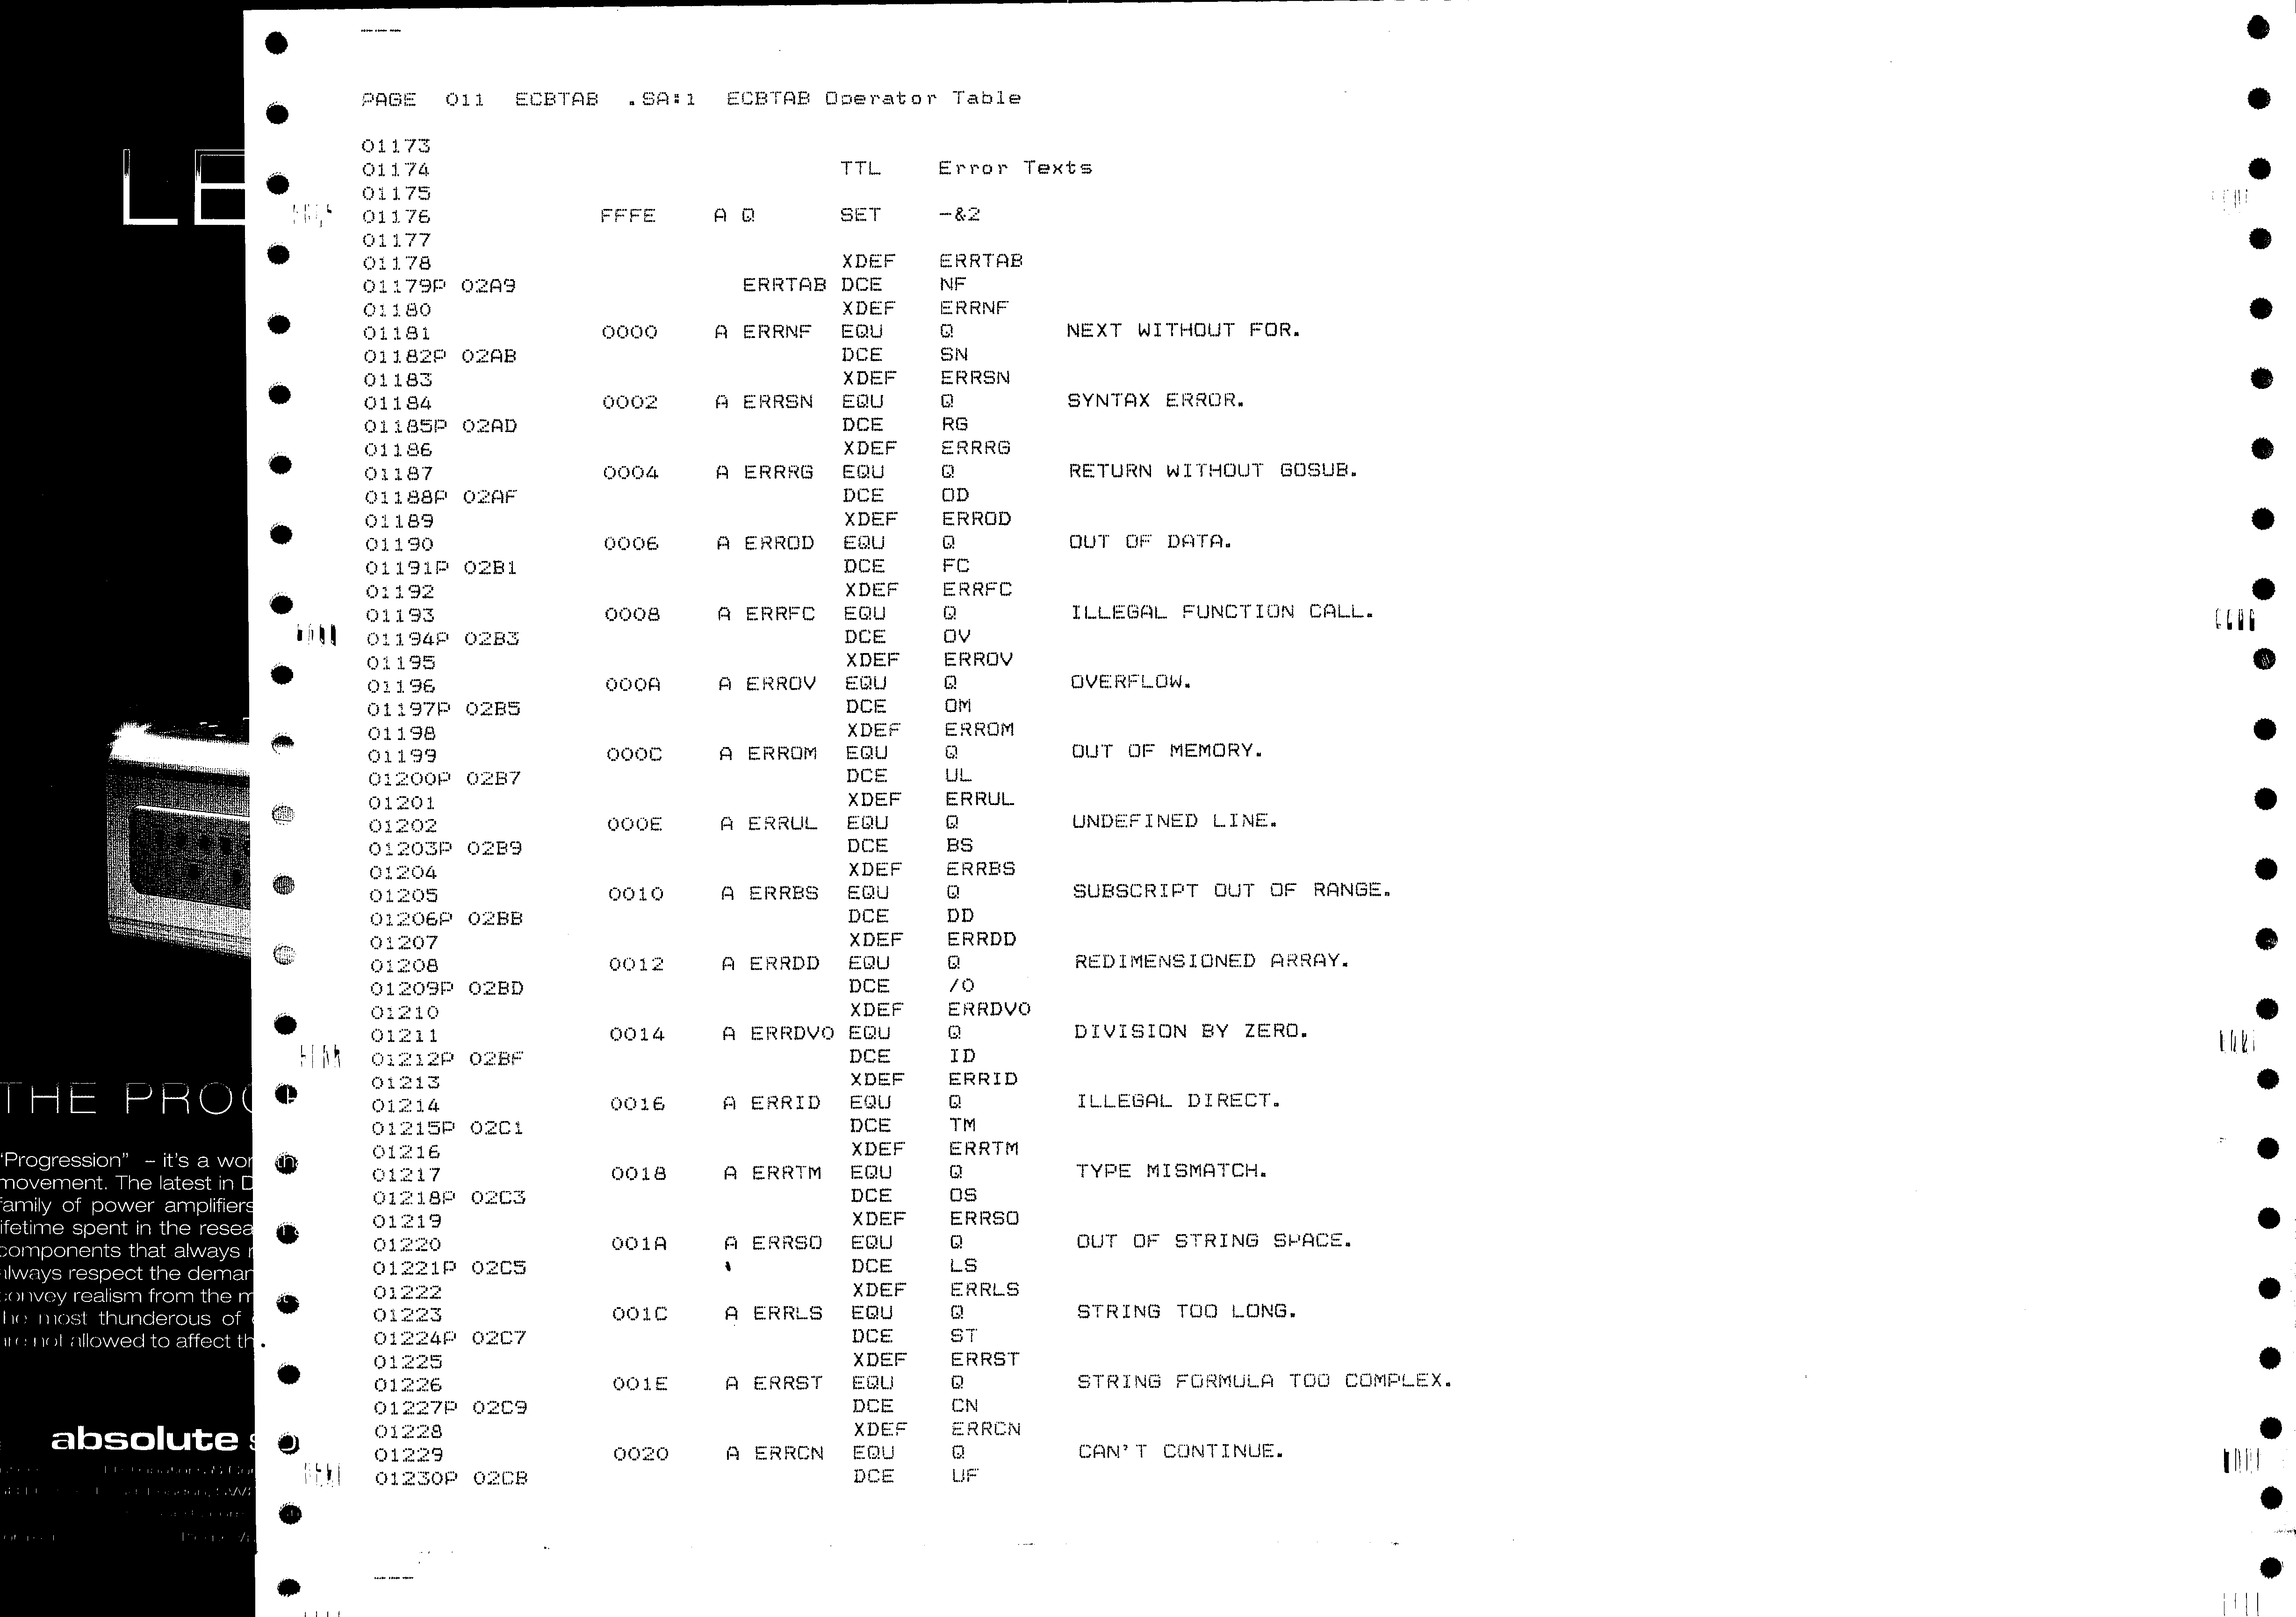 PAGE  011  ECBTAB  .SA:1  ECBTAB Operator Table
01173
01174 TTL Error Texts
01175
01176 FFFE A Q SET -&2
01177
01178 XDEF ERRTAB
01179P 02A9 ERRTAB DCE NF
01180 XDEF ERRNF
01181 0000 A ERRNF EQU Q NEXT WITHOUT FOR.
01182P 02AB DCE SN
01183 XDEF ERRSN
01184 0002 A ERRSN EQU Q SYNTAX ERROR.
01185P 02AD DCE RG
01186 XDEF ERRRG
01187 0004 A ERRRG EQU Q RETURN WITHOUT GOSUB.
01188P 02AF DCE OD
01189 XDEF ERROD
01190 0006 A ERROD EQU Q OUT OF DATA.
01191P 02B1 DCE FC
01192 XDEF ERRFC
01193 0008 A ERRFC EQU Q ILLEGAL FUNCTION CALL.
01194P 02B3 DCE OV
01195 XDEF ERROV
01196 000A A ERROV EQU Q OVERFLOW.
01197P 02B5 DCE OM
01198 XDEF ERROM
01199 000C A ERROM EQU Q OUT OF MEMORY.
01200P 02B7 DCE UL
01201 XDEF ERRUL
01202 000E A ERRUL EQU Q UNDEFINED LINE.
01203P 02B9 DCE BS
01204 XDEF ERRBS
01205 0010 A ERRBS EQU Q SUBSCRIPT OUT OF RANGE.
01206P 02BB DCE DD
01207 XDEF ERRDD
01208 0012 A ERRDD EQU Q REDIMENSIONED ARRAY.
01209P 02BD DCE /0
01210 XDEF ERRDV0
01211 0014 A ERRDV0 EQU Q DIVISION BY ZERO.
01212P 02BF DCE ID
01213 XDEF ERRID
01214 0016 A ERRID EQU Q ILLEGAL DIRECT.
01215P 02C1 DCE TM
01216 XDEF ERRTM
01217 0018 A ERRTM EQU Q TYPE MISMATCH.
01218P 02C3 DCE OS
01219 XDEF ERRSO
01220 001A A ERRSO EQU Q OUT OF STRING SPACE.
01221P 02C5 DCE LS
01222 XDEF ERRLS
01223 001C A ERRLS EQU Q STRING TOO LONG.
01224P 02C7 DCE ST
01225 XDEF ERRST
01226 001E A ERRST EQU Q STRING FORMULA TOO COMPLEX.
01227P 02C9 DCE CN
01228 XDEF ERRCN
01229 0020 A ERRCN EQU Q CAN'T CONTINUE.
01230P 02CB DCE UF
LE
THE PROG
"Progression" – it's a wor
movement. The latest in D
family of power amplifiers
lifetime spent in the resea
components that always
always respect the deman
convey realism from the m
the most thunderous of
are not allowed to affect th
absolute s